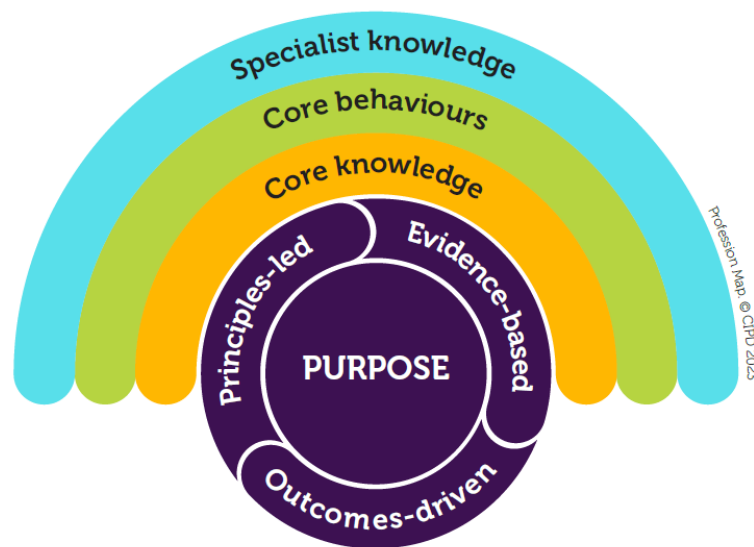 Specialist knowledge
Core behaviours
Core knowledge
Principles-led
Evidence-based
PURPOSE
Outcomes-driven
Profession Map. © CIPD 2023